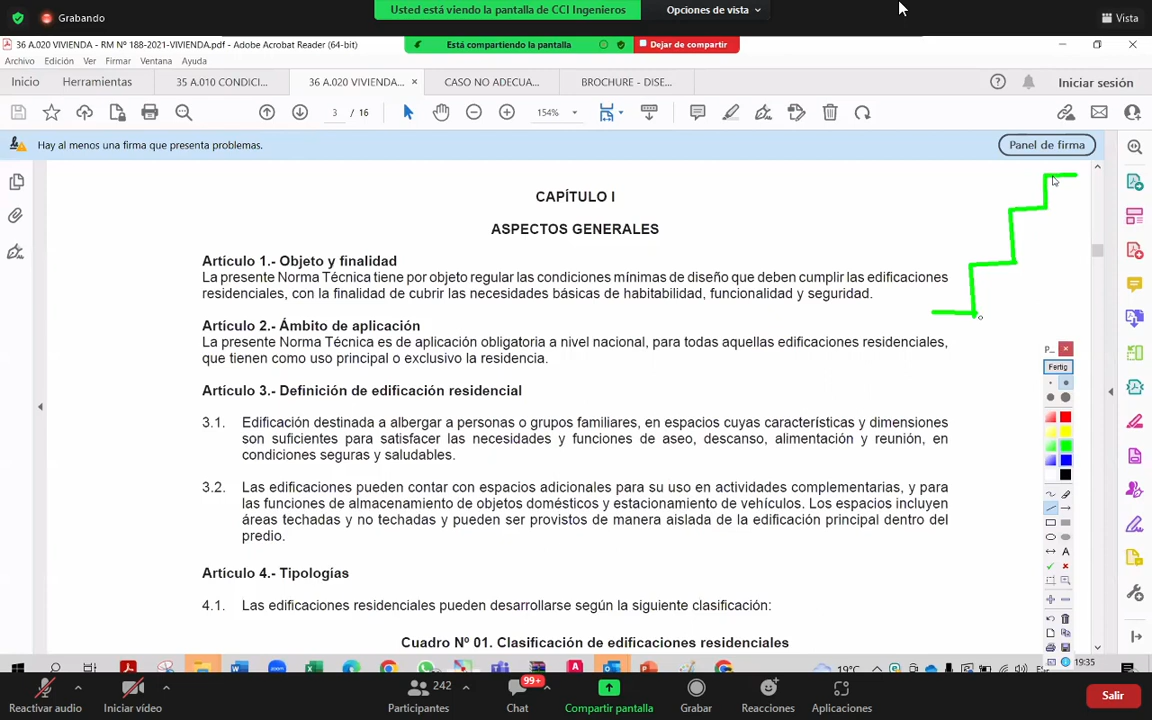 Grabando
Usted está viendo la pantalla de CCI Ingenieros
Opciones de vista
Vista
36 A.020 VIVIENDA - RM Nº 188-2021-VIVIENDA.pdf - Adobe Acrobat Reader (64-bit)
Está compartiendo la pantalla
Dejar de compartir
Archivo Edición Ver Firmar Ventana Ayuda
Inicio Herramientas 35 A.010 CONDICI... 36 A.020 VIVIENDA... CASO NO ADECUA... BROCHURE - DISE... Iniciar sesión
3 / 16 154%
Hay al menos una firma que presenta problemas. Panel de firma
CAPÍTULO I
ASPECTOS GENERALES
Artículo 1.- Objeto y finalidad
La presente Norma Técnica tiene por objeto regular las condiciones mínimas de diseño que deben cumplir las edificaciones
residenciales, con la finalidad de cubrir las necesidades básicas de habitabilidad, funcionalidad y seguridad.
Artículo 2.- Ámbito de aplicación
La presente Norma Técnica es de aplicación obligatoria a nivel nacional, para todas aquellas edificaciones residenciales,
que tienen como uso principal o exclusivo la residencia.
Artículo 3.- Definición de edificación residencial
3.1. Edificación destinada a albergar a personas o grupos familiares, en espacios cuyas características y dimensiones
son suficientes para satisfacer las necesidades y funciones de aseo, descanso, alimentación y reunión, en
condiciones seguras y saludables.
3.2. Las edificaciones pueden contar con espacios adicionales para su uso en actividades complementarias, y para
las funciones de almacenamiento de objetos domésticos y estacionamiento de vehículos. Los espacios incluyen
áreas techadas y no techadas y pueden ser provistos de manera aislada de la edificación principal dentro del
predio.
Artículo 4.- Tipologías
4.1. Las edificaciones residenciales pueden desarrollarse según la siguiente clasificación:
Cuadro Nº 01. Clasificación de edificaciones residenciales
P...
Fertig
A
19°C
19:35
Reactivar audio
Iniciar vídeo
242
Participantes
99+
Chat
Compartir pantalla
Grabar
Reacciones
Aplicaciones
Salir